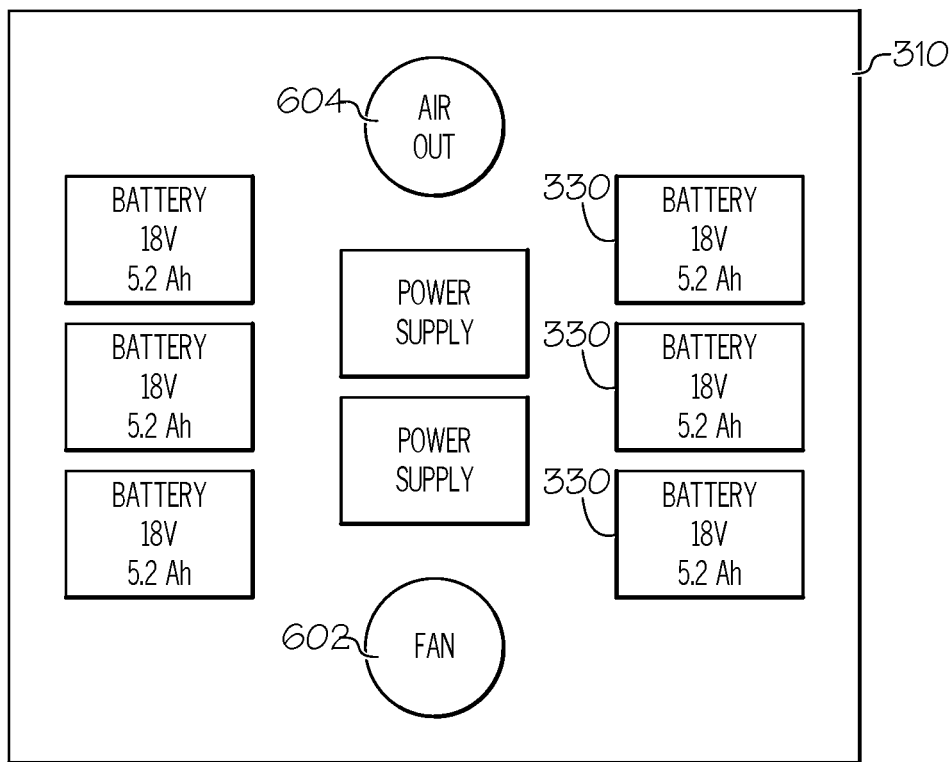 310
604
AIR
OUT
BATTERY
18V
5.2 Ah
330
BATTERY
18V
5.2 Ah
POWER
SUPPLY
BATTERY
18V
5.2 Ah
330
BATTERY
18V
5.2 Ah
POWER
SUPPLY
BATTERY
18V
5.2 Ah
330
BATTERY
18V
5.2 Ah
602
FAN